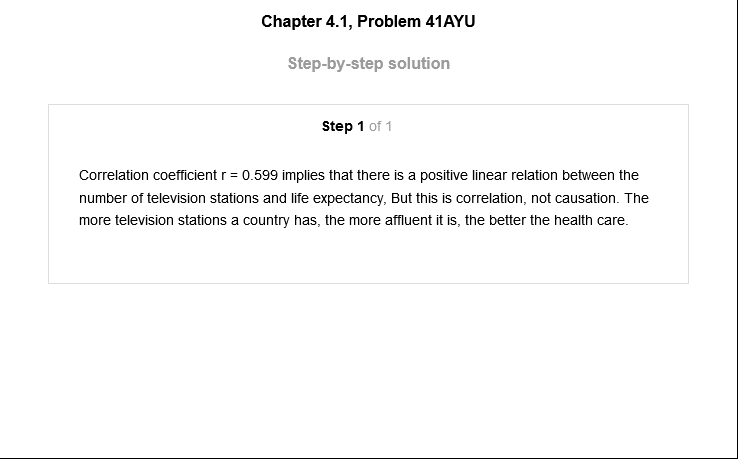 Chapter 4.1, Problem 41AYU
Step-by-step solution
Step 1 of 1
Correlation coefficient r = 0.599 implies that there is a positive linear relation between the
number of television stations and life expectancy, But this is correlation, not causation. The
more television stations a country has, the more affluent it is, the better the health care.